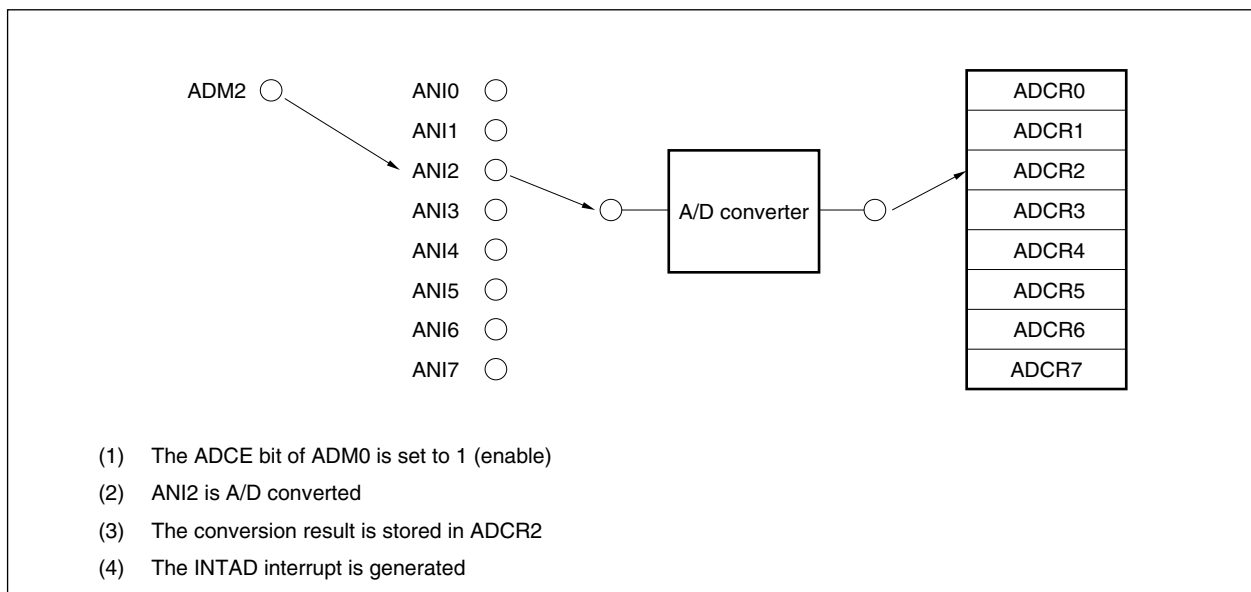 ADM2 ANI0 ADCR0
ANI1 ADCR1
ANI2 ADCR2
ANI3 A/D converter ADCR3
ANI4 ADCR4
ANI5 ADCR5
ANI6 ADCR6
ANI7 ADCR7
(1) The ADCE bit of ADM0 is set to 1 (enable)
(2) ANI2 is A/D converted
(3) The conversion result is stored in ADCR2
(4) The INTAD interrupt is generated